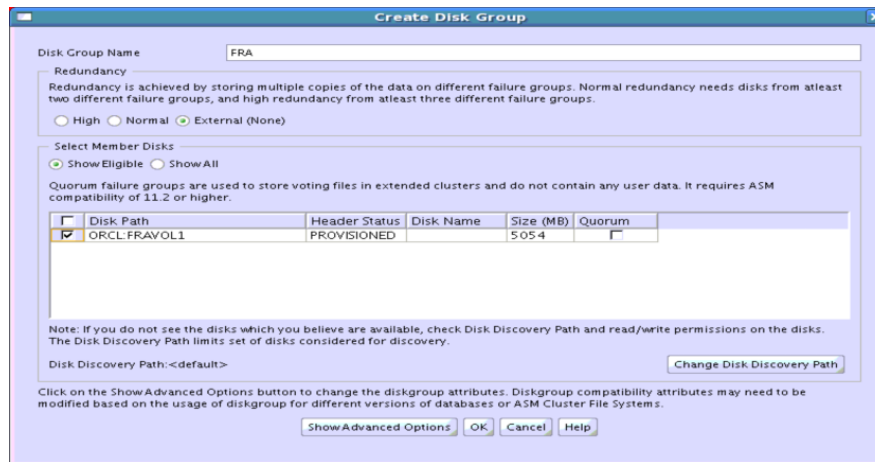 Create Disk Group
Disk Group Name FRA
Redundancy
Redundancy is achieved by storing multiple copies of the data on different failure groups. Normal redundancy needs disks from atleast
two different failure groups, and high redundancy from atleast three different failure groups.
High Normal External (None)
Select Member Disks
Show Eligible Show All
Quorum failure groups are used to store voting files in extended clusters and do not contain any user data. It requires ASM
compatibility of 11.2 or higher.
Disk Path Header Status Disk Name Size (MB) Quorum
ORCL:FRAVOL1 PROVISIONED 5054
Note: If you do not see the disks which you believe are available, check Disk Discovery Path and read/write permissions on the disks.
The Disk Discovery Path limits set of disks considered for discovery.
Disk Discovery Path:<default> Change Disk Discovery Path
Click on the Show Advanced Options button to change the diskgroup attributes. Diskgroup compatibility attributes may need to be
modified based on the usage of diskgroup for different versions of databases or ASM Cluster File Systems.
Show Advanced Options OK Cancel Help